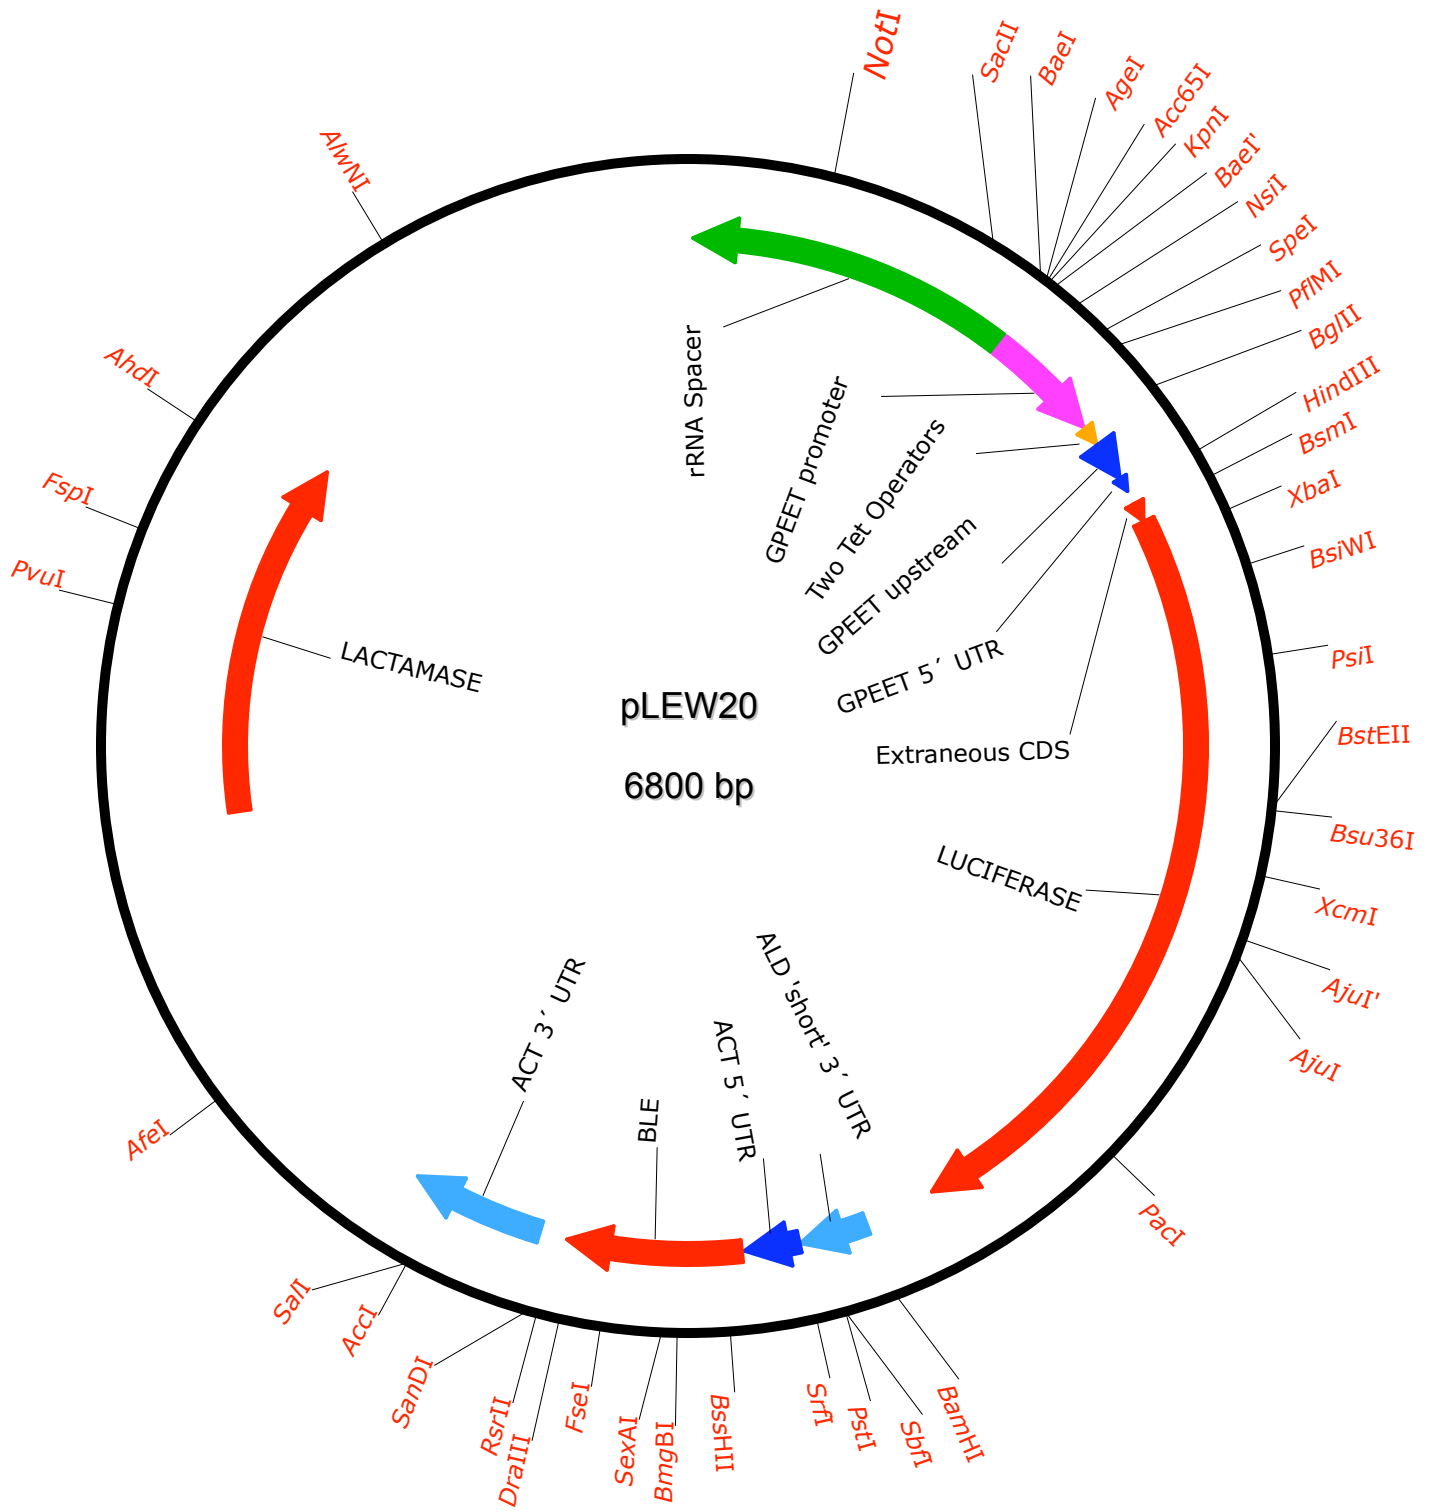 NotI
SacII
BaeI
AgeI
Acc65I
KpnI
BaeI'
NsiI
SpeI
PflMI
BglII
HindIII
BsmI
XbaI
BsiWI
PsiI
BstEII
Bsu36I
XcmI
AjuI'
AjuI
PacI
BamHI
SbfI
PstI
SrfI
BssHII
BmgBI
SexAI
FseI
DraIII
RsrII
SanDI
AccI
SalI
AfeI
PvuI
FspI
AhdI
AlwNI
rRNA Spacer
GPEET promoter
Two Tet Operators
GPEET upstream
GPEET 5´ UTR
Extraneous CDS
LUCIFERASE
ALD 'short' 3´ UTR
ACT 5´ UTR
BLE
ACT 3´ UTR
LACTAMASE
pLEW20
6800 bp